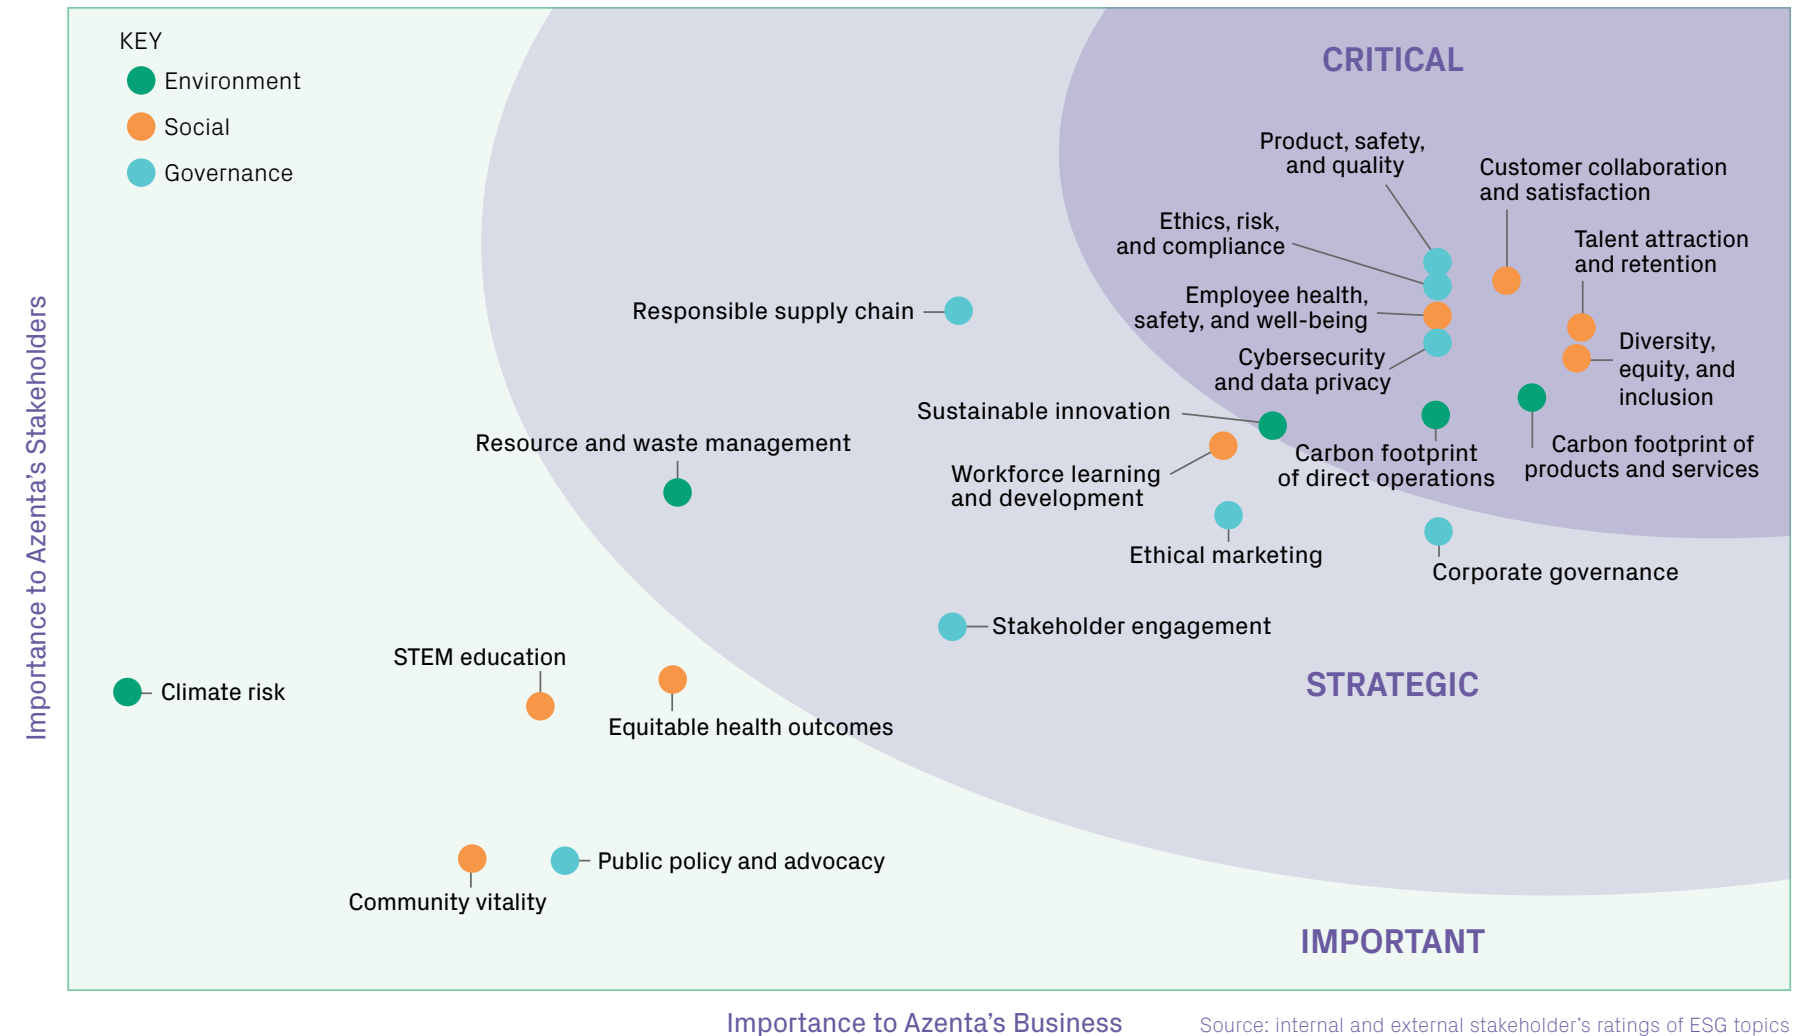 KEY
Environment
Social
Governance
CRITICAL
STRATEGIC
IMPORTANT
Product, safety,
and quality
Customer collaboration
and satisfaction
Ethics, risk,
and compliance
Talent attraction
and retention
Employee health,
safety, and well-being
Responsible supply chain
Cybersecurity
and data privacy
Diversity,
equity, and
inclusion
Sustainable innovation
Resource and waste management
Carbon footprint
of direct operations
Carbon footprint of
products and services
Workforce learning
and development
Ethical marketing
Corporate governance
Stakeholder engagement
STEM education
Climate risk
Equitable health outcomes
Public policy and advocacy
Community vitality
Importance to Azenta's Stakeholders
Importance to Azenta's Business
Source: internal and external stakeholder's ratings of ESG topics